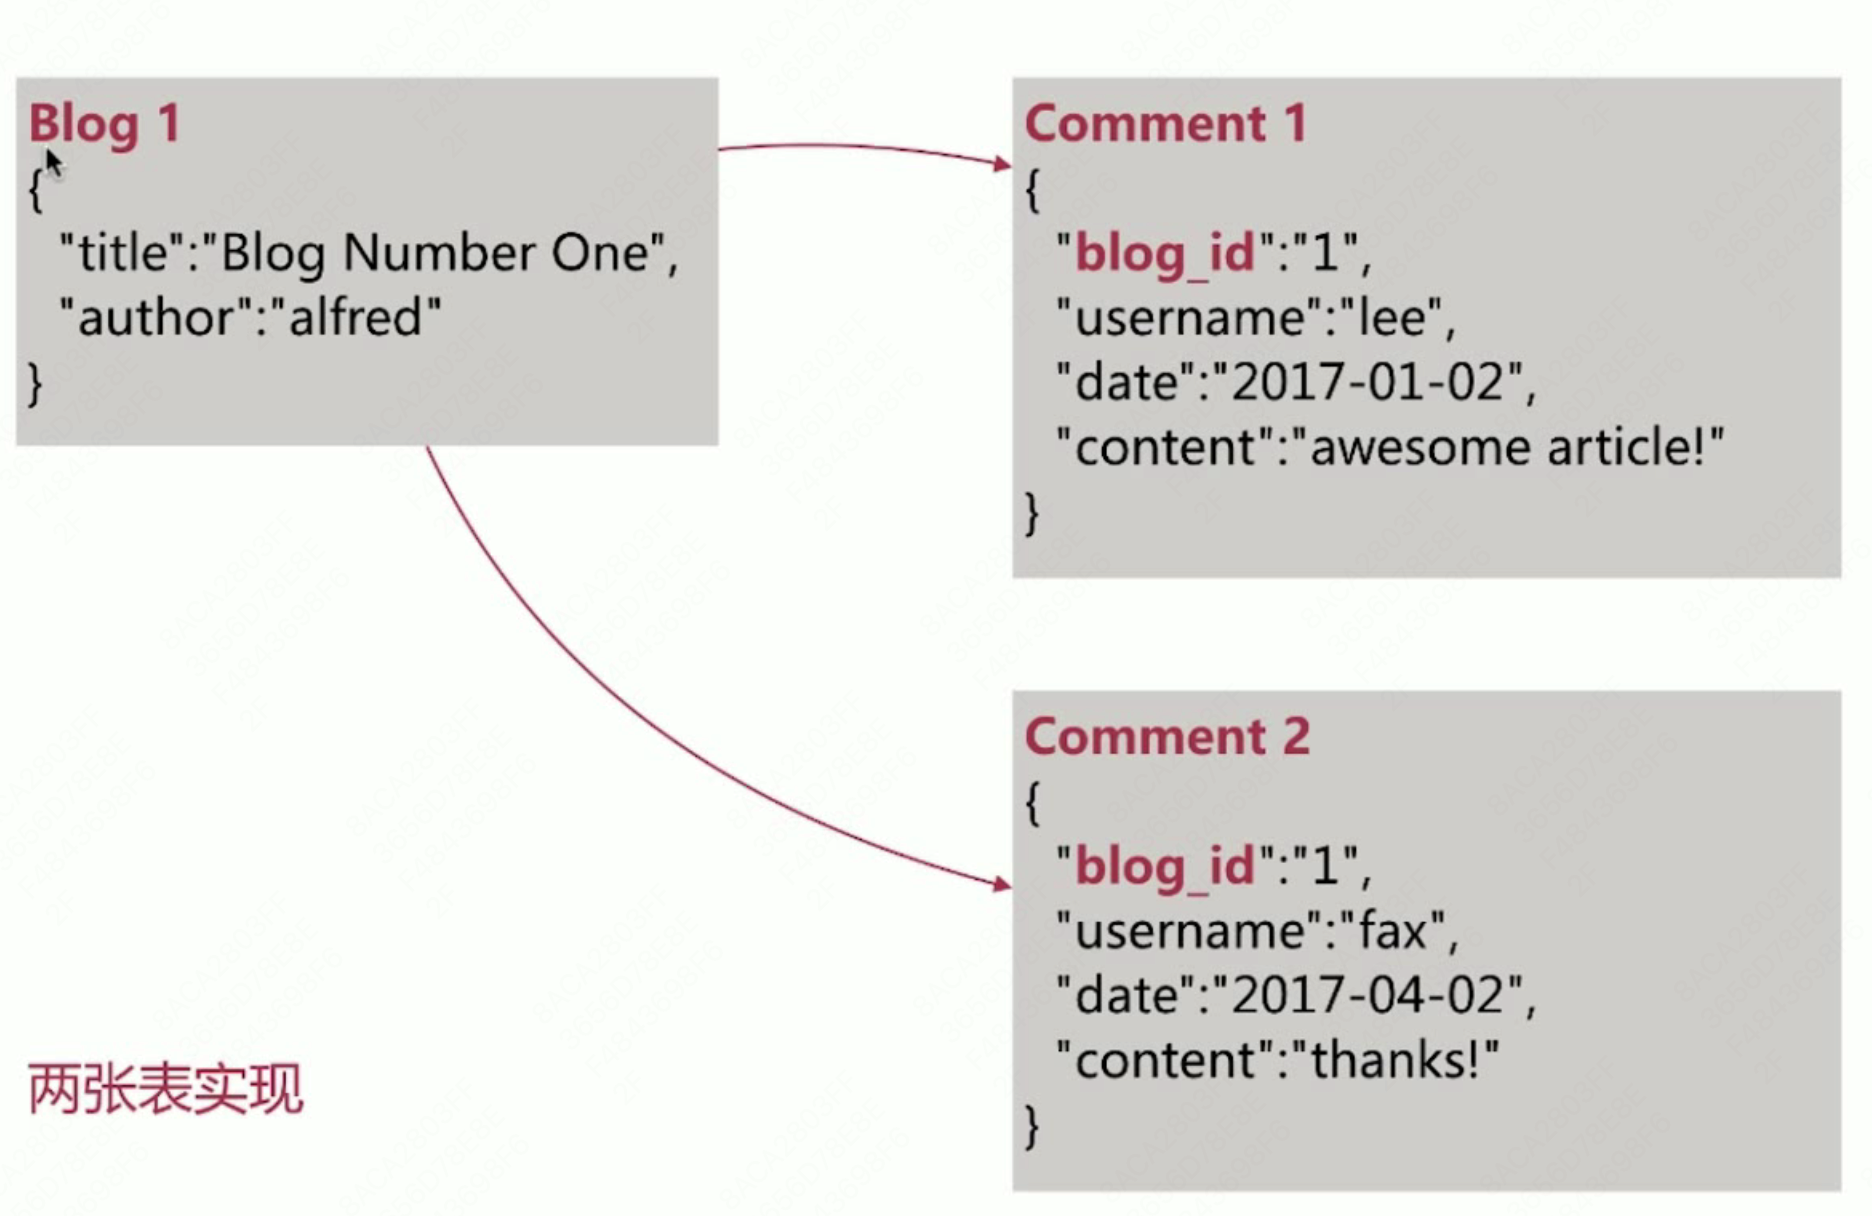 Blog 1
{
"title":"Blog Number One",
"author":"alfred"
}
Comment 1
{
"blog_id":"1",
"username":"lee",
"date":"2017-01-02",
"content":"awesome article!"
}
Comment 2
{
"blog_id":"1",
"username":"fax",
"date":"2017-04-02",
"content":"thanks!"
}
两张表实现